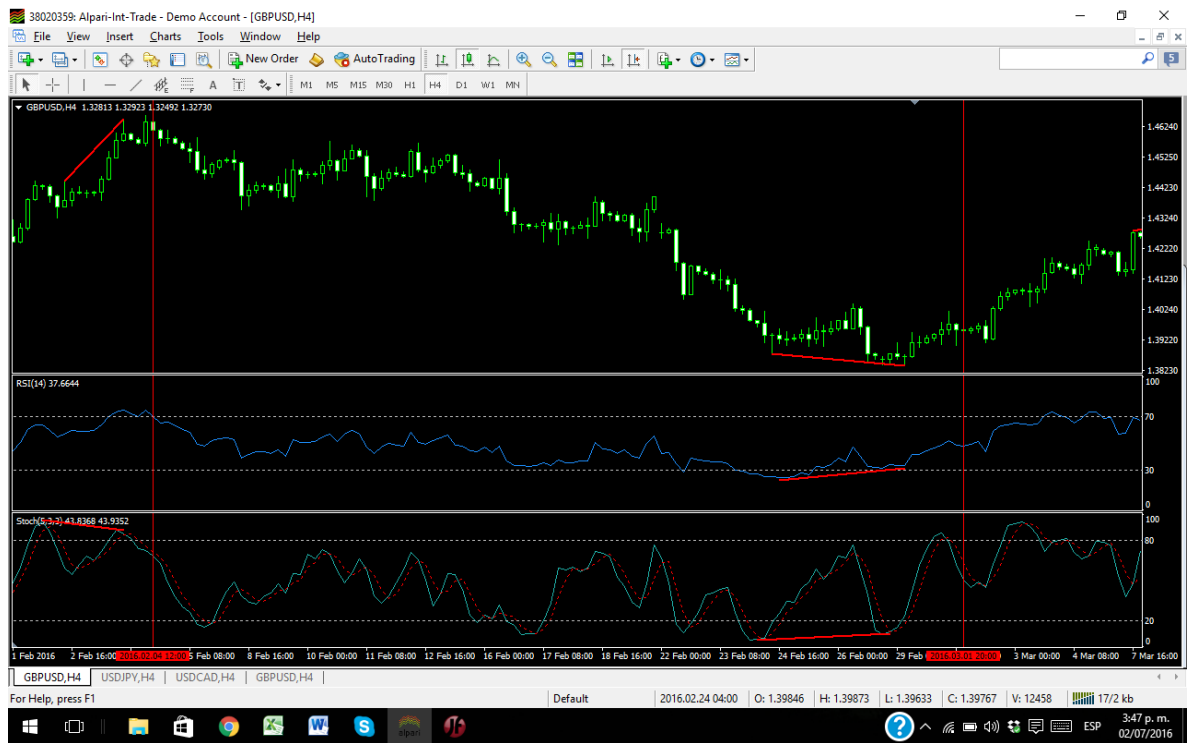 38020359: Alpari-Int-Trade - Demo Account - [GBPUSD,H4]
File View Insert Charts Tools Window Help
New Order AutoTrading 5
A T M1 M5 M15 M30 H1 H4 D1 W1 MN
GBPUSD,H4 1.32813 1.32923 1.32492 1.32730
1.46240
1.45250
1.44230
1.43240
1.42220
1.41230
1.40240
1.39220
1.38230
RSI(14) 37.6644
100
70
30
0
Stoch(5,3,3) 43.8368 43.9352
100
80
20
0
1 Feb 2016 2 Feb 16:00 2016.02.04 12:00 5 Feb 08:00 8 Feb 16:00 10 Feb 00:00 11 Feb 08:00 12 Feb 16:00 16 Feb 00:00 17 Feb 08:00 18 Feb 16:00 22 Feb 00:00 23 Feb 08:00 24 Feb 16:00 26 Feb 00:00 29 Feb 2016.03.01 20:00 3 Mar 00:00 4 Mar 08:00 7 Mar 16:00
GBPUSD,H4 USDJPY,H4 USDCAD,H4 GBPUSD,H4
For Help, press F1 Default 2016.02.24 04:00 O: 1.39846 H: 1.39873 L: 1.39633 C: 1.39767 V: 12458 17/2 kb
alpari ESP 3:47 p. m.
02/07/2016